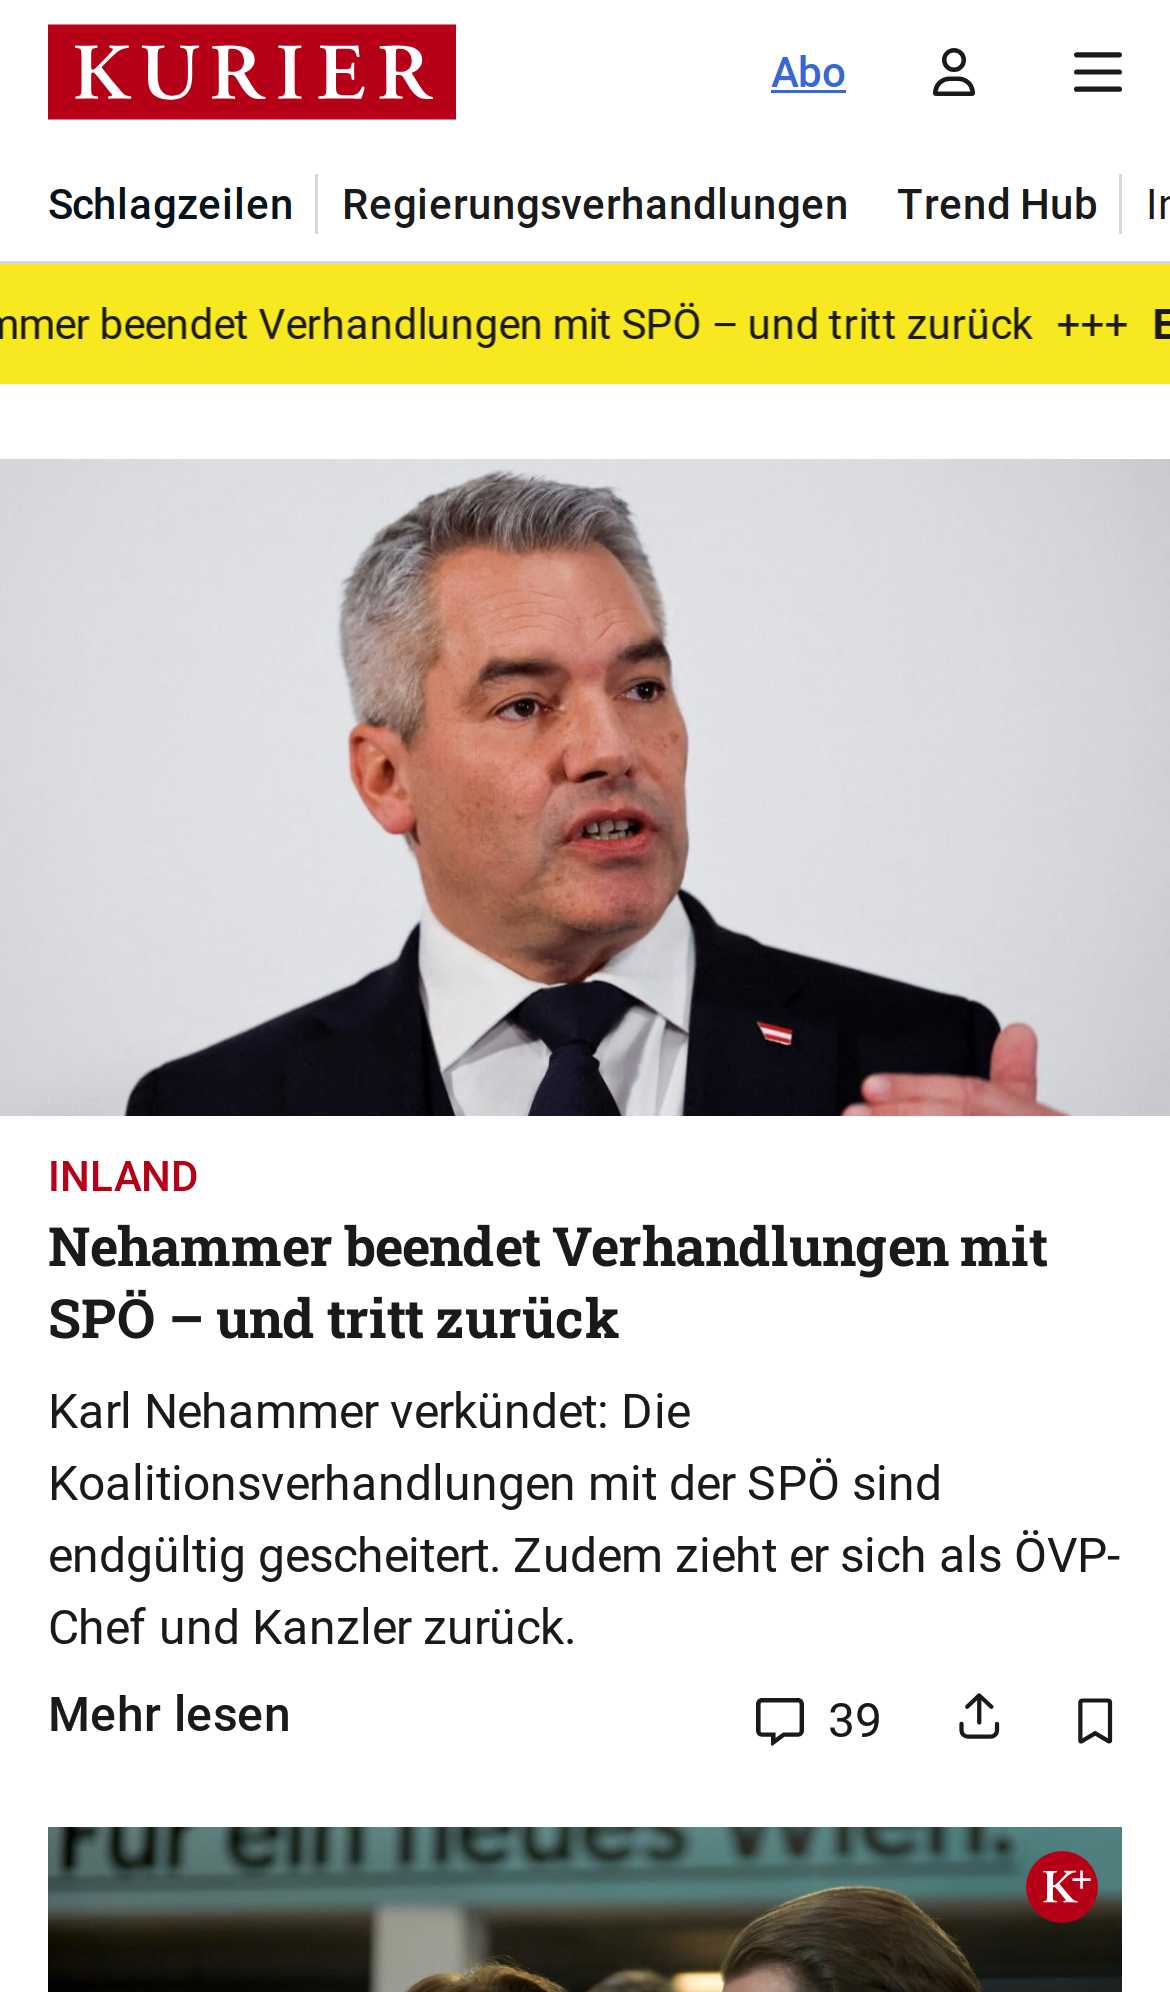 KURIER
Abo
Schlagzeilen
Regierungsverhandlungen
Trend Hub
beendet Verhandlungen mit SPÖ – und tritt zurück +++
INLAND
Nehammer beendet Verhandlungen mit
SPÖ – und tritt zurück
Karl Nehammer verkündet: Die
Koalitionsverhandlungen mit der SPÖ sind
endgültig gescheitert. Zudem zieht er sich als ÖVP-
Chef und Kanzler zurück.
Mehr lesen
39
Für ein neues Wien.
K+